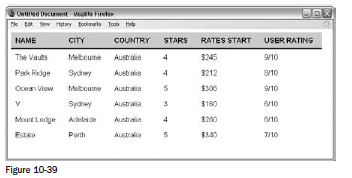 Untitled Document - Mozilla Firefox
File Edit View History Bookmarks Tools Help
NAME CITY COUNTRY STARS RATES START USER RATING
The Vaults Melbourne Australia 4 $245 9/10
Park Ridge Sydney Australia 4 $212 8/10
Ocean View Melbourne Australia 5 $306 9/10
V Sydney Australia 3 $160 6/10
Mount Lodge Adelaide Australia 4 $260 6/10
Estate Perth Australia 5 $340 7/10
Figure 10-39